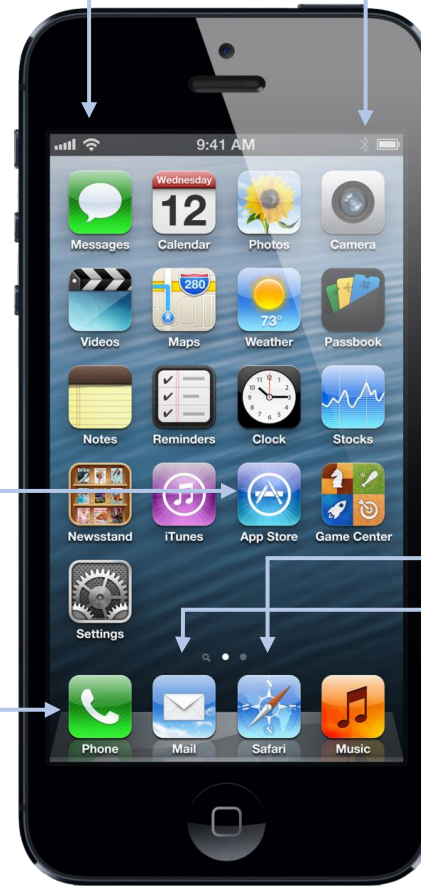 9:41 AM
Wednesday
12
280
73°
Messages Calendar Photos Camera
Videos Maps Weather Passbook
Notes Reminders Clock Stocks
Newsstand iTunes App Store Game Center
Settings
Phone Mail Safari Music